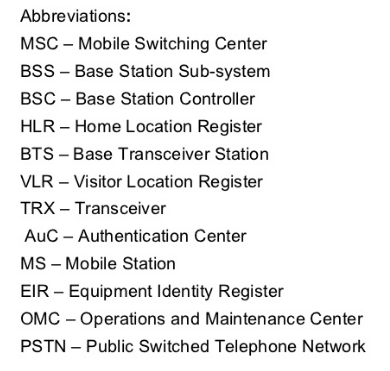 Abbreviations:
MSC – Mobile Switching Center
BSS – Base Station Sub-system
BSC – Base Station Controller
HLR – Home Location Register
BTS – Base Transceiver Station
VLR – Visitor Location Register
TRX – Transceiver
AuC – Authentication Center
MS – Mobile Station
EIR – Equipment Identity Register
OMC – Operations and Maintenance Center
PSTN – Public Switched Telephone Network